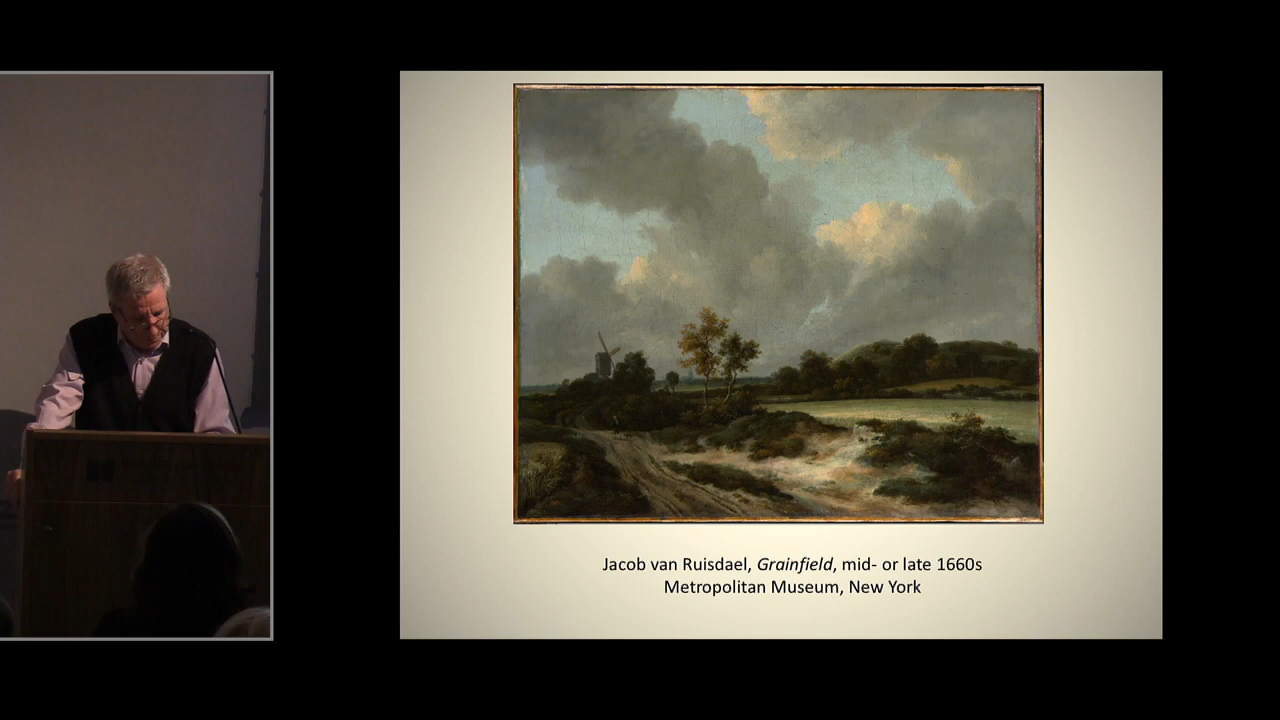 Jacob van Ruisdael, Grainfield, mid- or late 1660s
Metropolitan Museum, New York